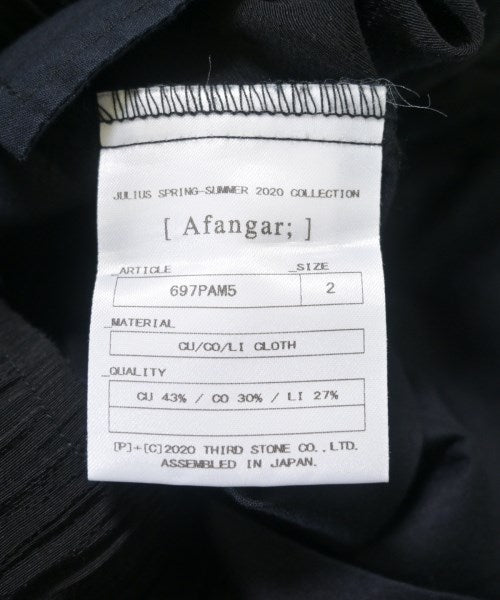 JULIUS SPRING-SUMMER 2020 COLLECTION
[ Afangar; ]
_ARTICLE _SIZE
697PAM5 2
_MATERIAL
CU/CO/LI CLOTH
_QUALITY
CU 43% / CO 30% / LI 27%
[P]+[C]2020 THIRD STONE CO.,LTD.
ASSEMBLED IN JAPAN.